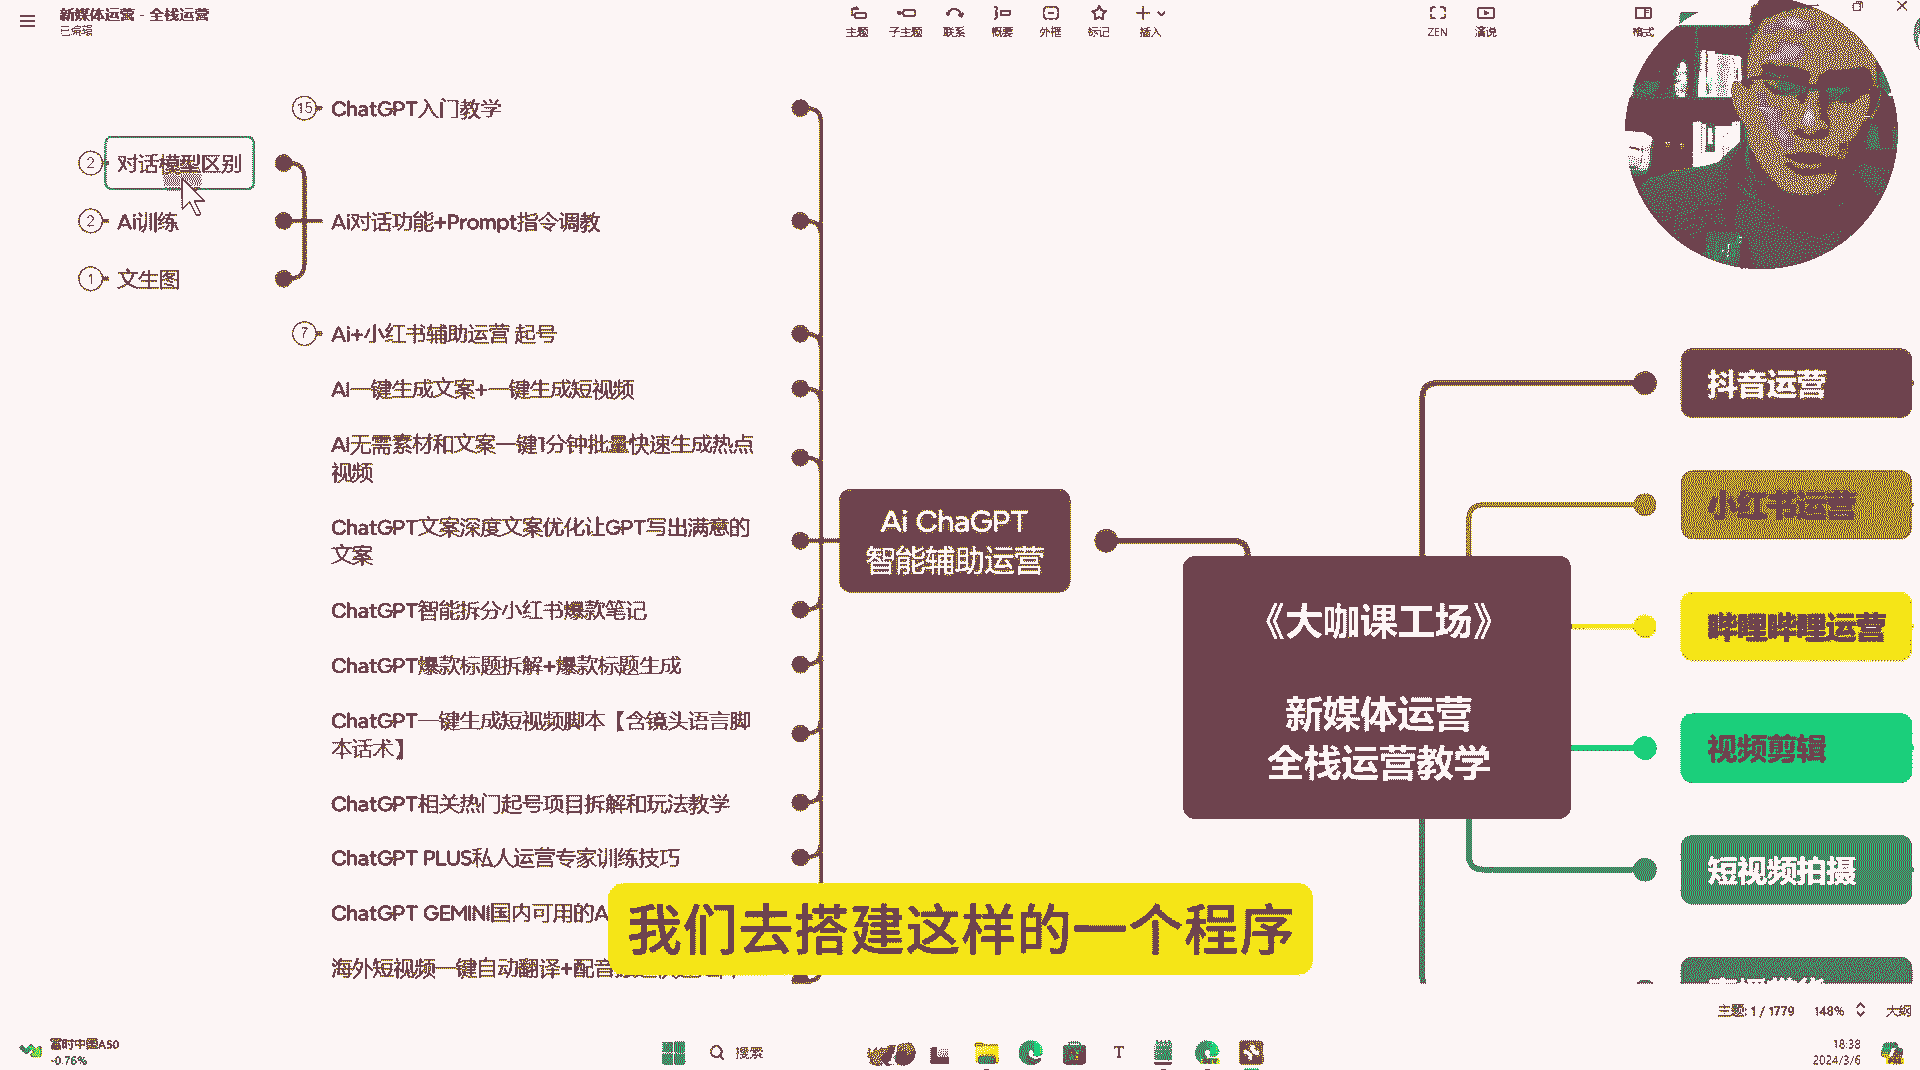 新媒体运营 - 全栈运营
已编辑
主题
子主题
联系
概要
外框
标记
插入
ZEN
演说
格式
15
ChatGPT入门教学
2
对话模型区别
2
Ai训练
1
文生图
Ai对话功能+Prompt指令调教
7
Ai+小红书辅助运营 起号
AI一键生成文案+一键生成短视频
AI无需素材和文案一键1分钟批量快速生成热点
视频
ChatGPT文案深度文案优化让GPT写出满意的
文案
ChatGPT智能拆分小红书爆款笔记
ChatGPT爆款标题拆解+爆款标题生成
ChatGPT一键生成短视频脚本【含镜头语言脚
本话术】
ChatGPT相关热门起号项目拆解和玩法教学
ChatGPT PLUS私人运营专家训练技巧
ChatGPT GEMINI国内可用的A
海外短视频一键自动翻译+配音
Ai ChaGPT
智能辅助运营
《大咖课工场》
新媒体运营
全栈运营教学
抖音运营
小红书运营
哔哩哔哩运营
视频剪辑
短视频拍摄
我们去搭建这样的一个程序
主题: 1 / 1779
148%
大纲
富时中国A50
-0.76%
搜索
18:38
2024/3/6